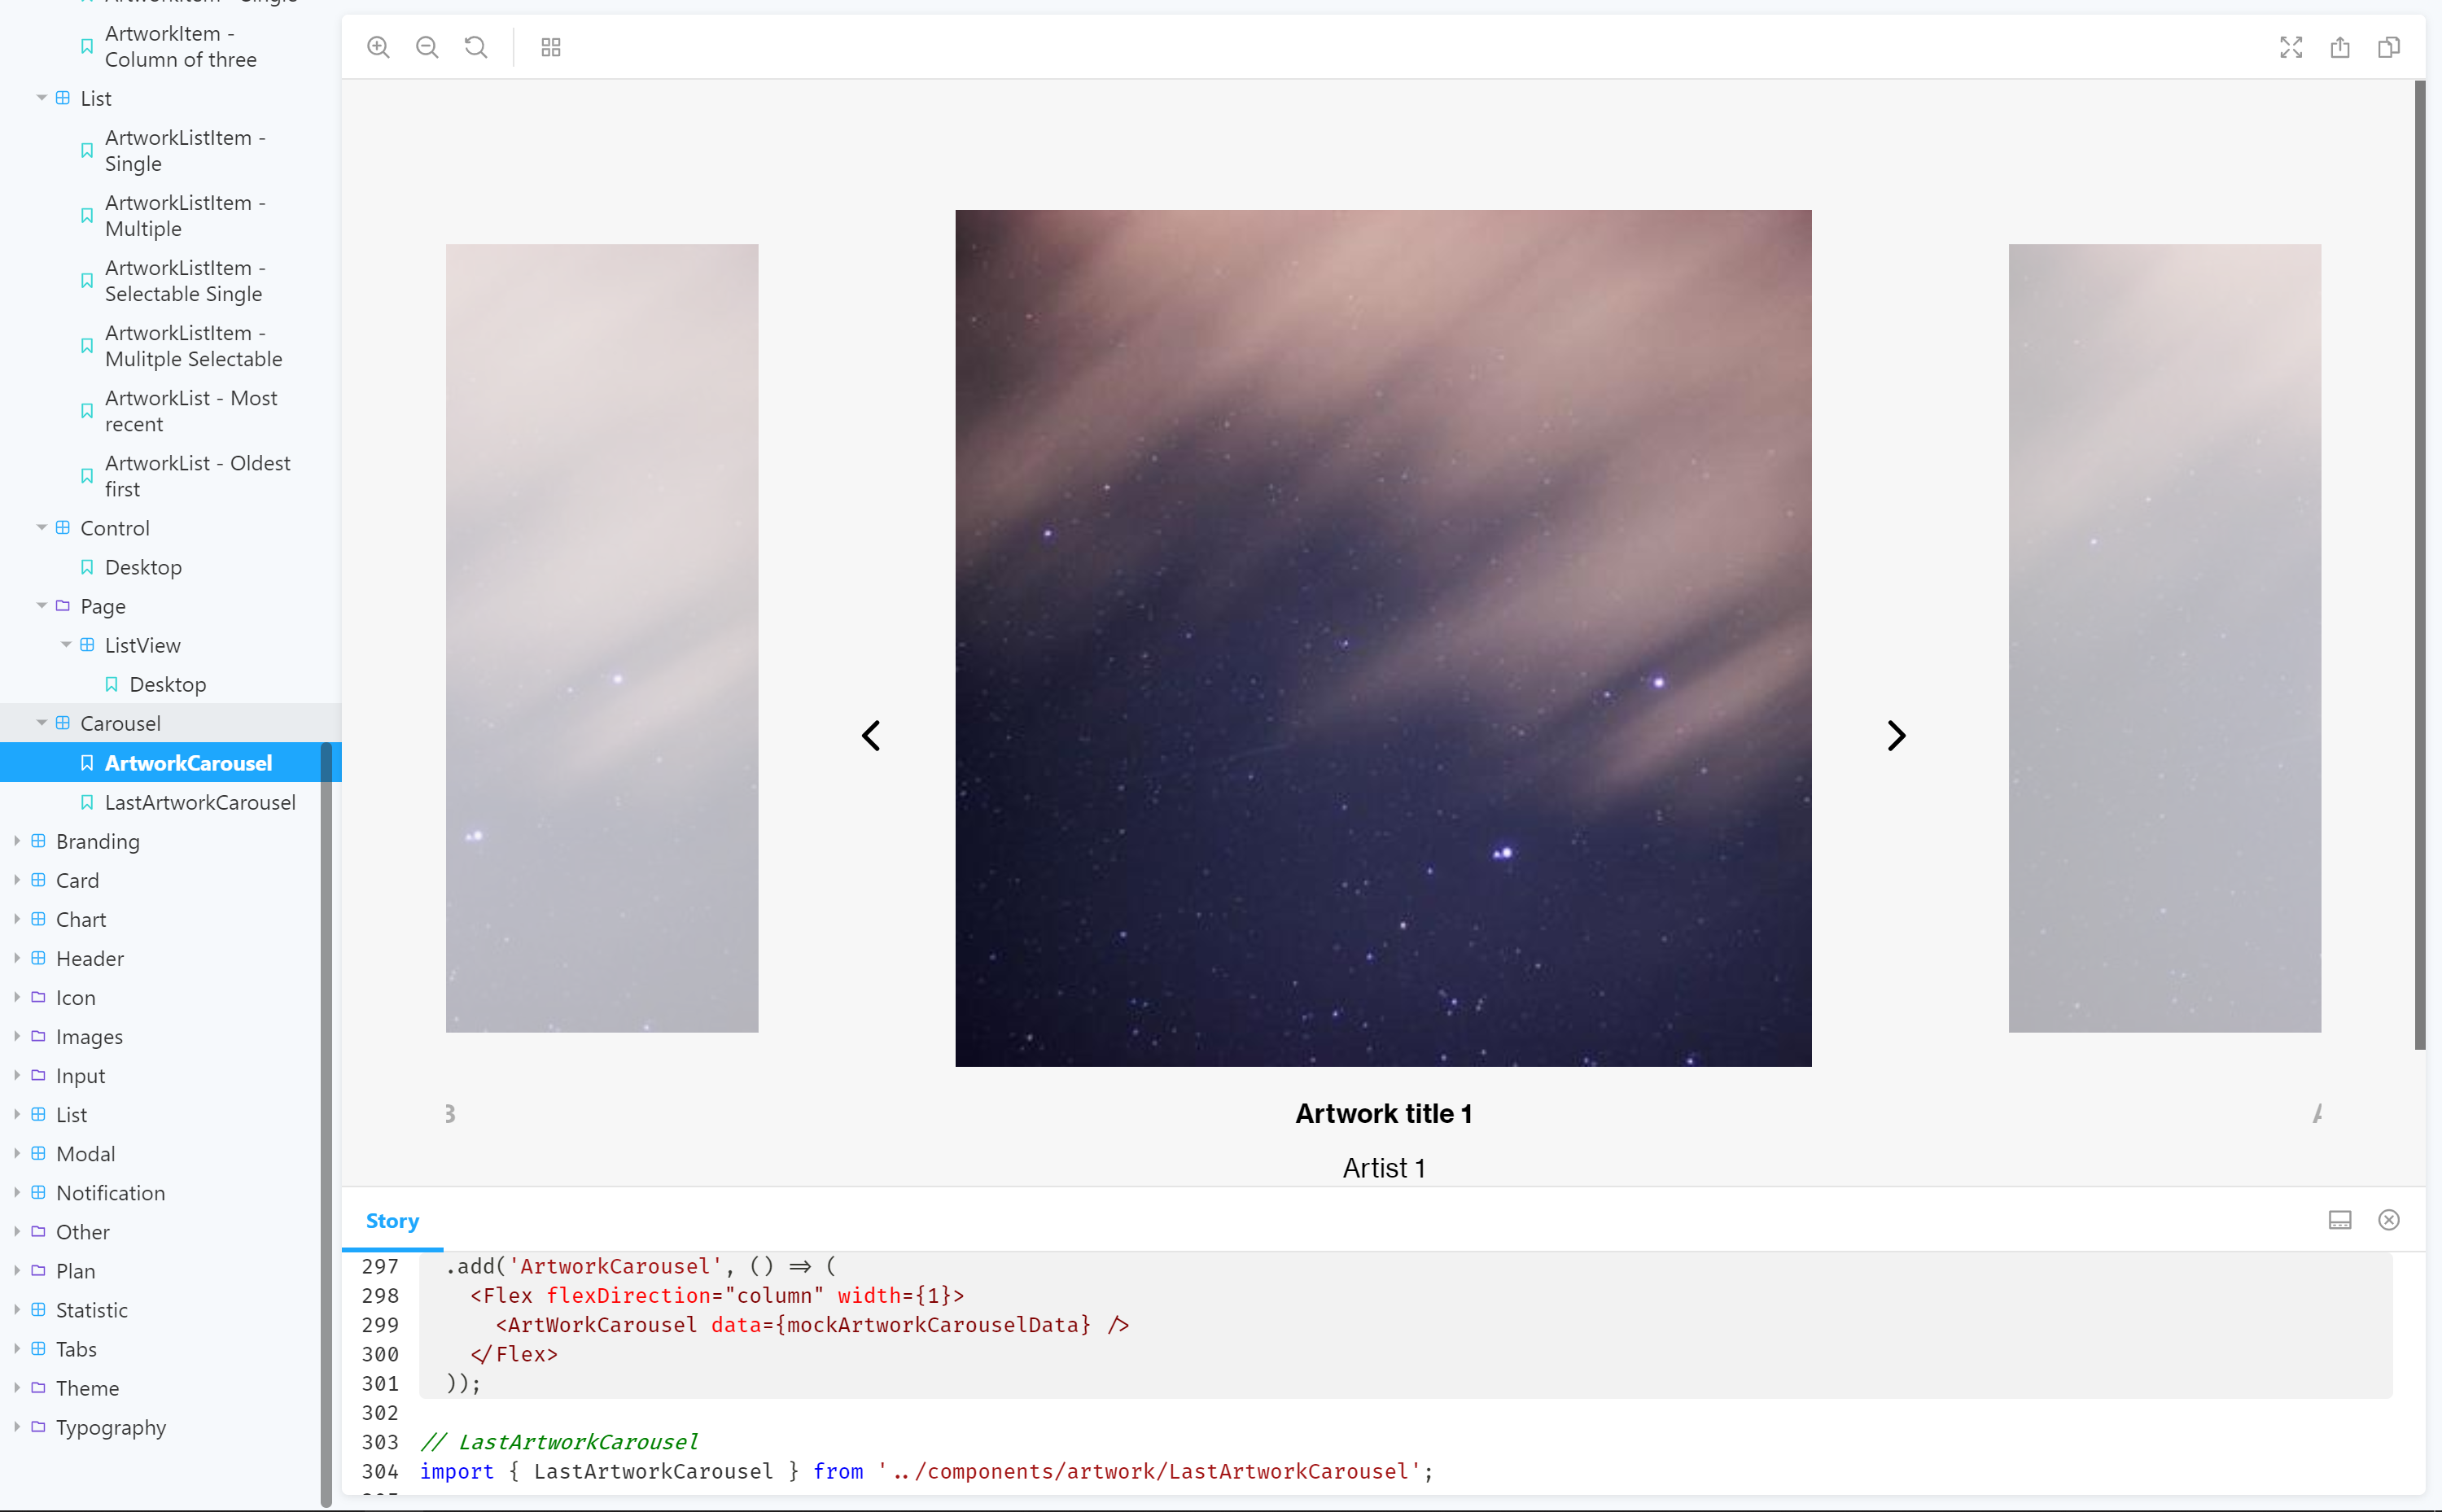 ArtworkItem -
Column of three
List
ArtworkListItem -
Single
ArtworkListItem -
Multiple
ArtworkListItem -
Selectable Single
ArtworkListItem -
Mulitple Selectable
ArtworkList - Most
recent
ArtworkList - Oldest
first
Control
Desktop
Page
ListView
Desktop
Carousel
ArtworkCarousel
LastArtworkCarousel
Branding
Card
Chart
Header
Icon
Images
Input
List
Modal
Notification
Other
Plan
Statistic
Tabs
Theme
Typography
3
Artwork title 1
Artist 1
Story
297 .add('ArtworkCarousel', () => (
298 <Flex flexDirection="column" width={1}>
299 <ArtWorkCarousel data={mockArtworkCarouselData} />
300 </Flex>
301 ));
302
303 // LastArtworkCarousel
304 import { LastArtworkCarousel } from '../components/artwork/LastArtworkCarousel';